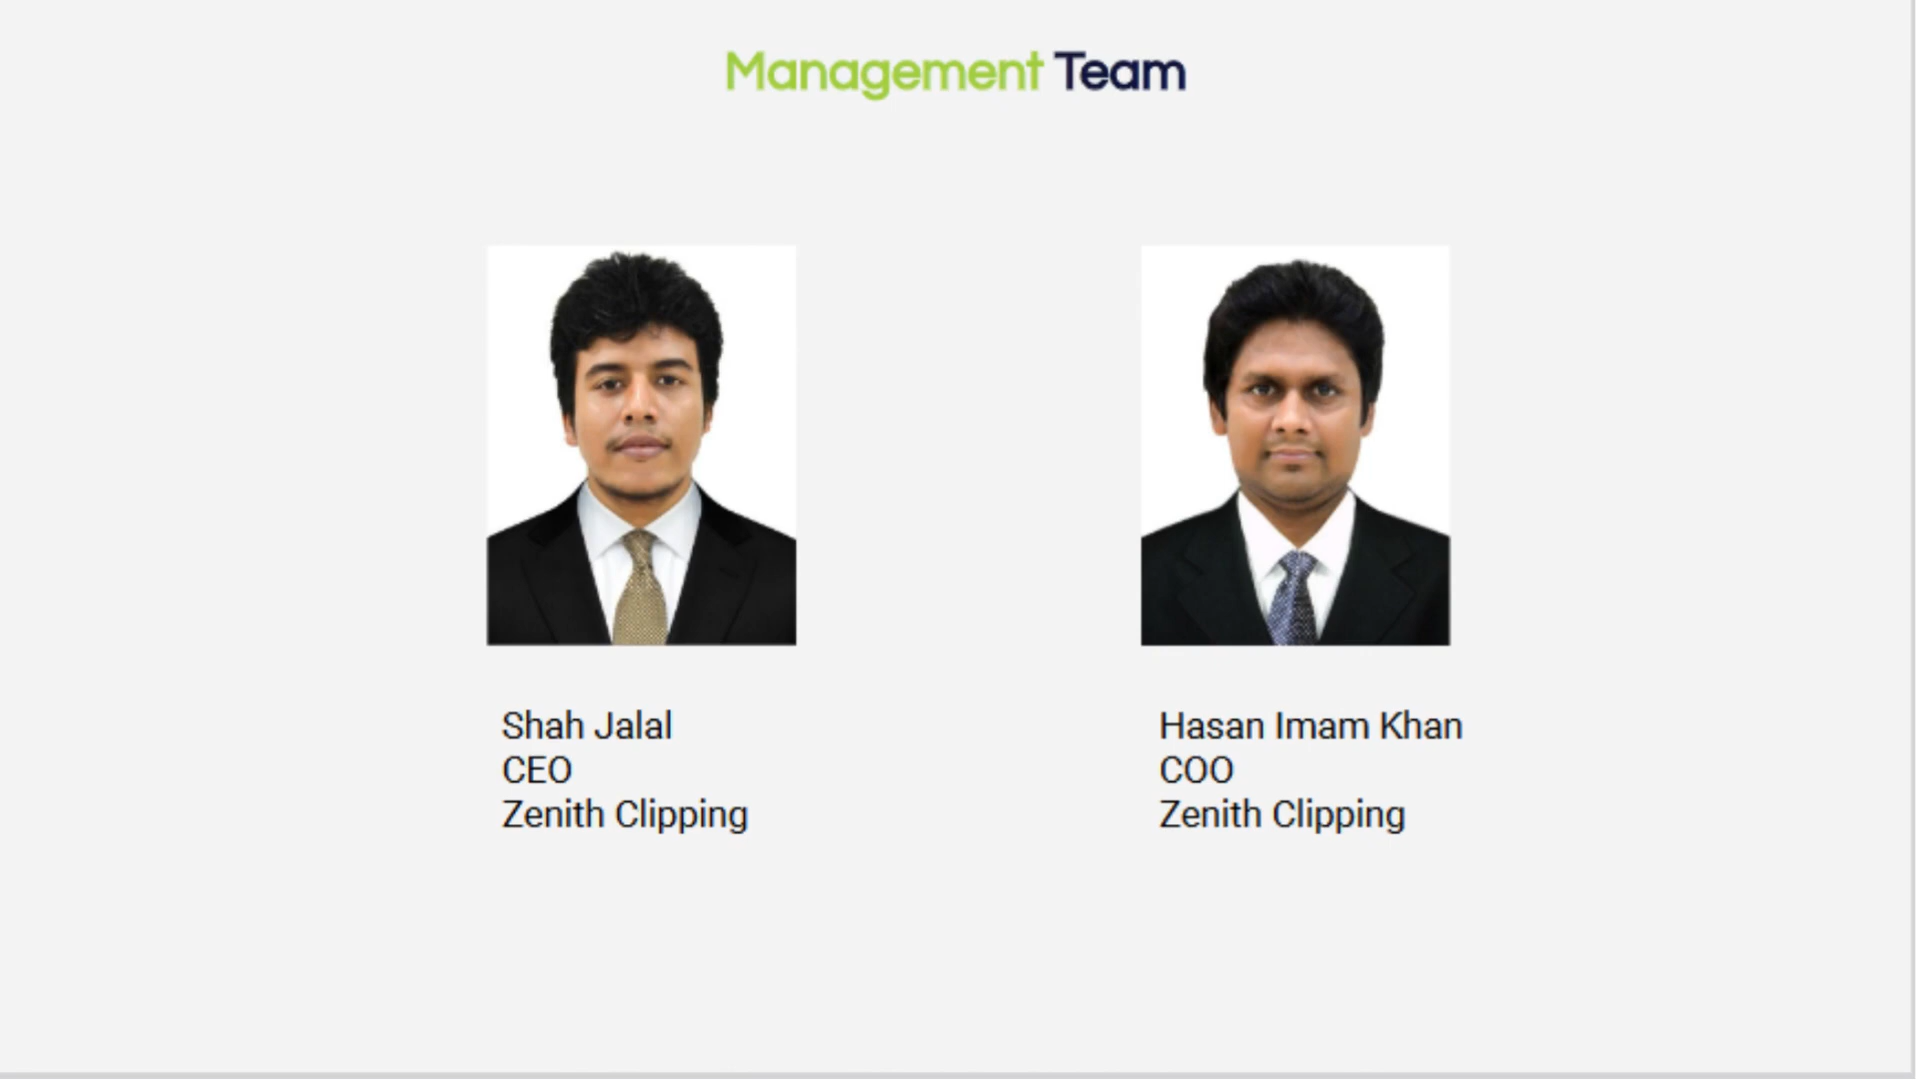 Management Team
Shah Jalal
CEO
Zenith Clipping
Hasan Imam Khan
COO
Zenith Clipping